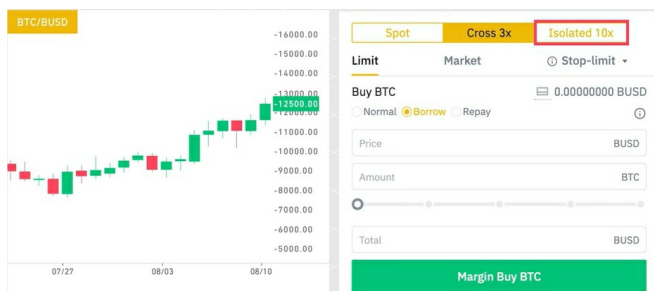 BTC/BUSD
-16000.00
-15000.00
-14000.00
-13000.00
-12500.00
-11000.00
-10000.00
-9000.00
-8000.00
-7000.00
-6000.00
-5000.00
07/27
08/03
08/10
Spot
Cross 3x
Isolated 10x
Limit
Market
Stop-limit
Buy BTC
0.00000000 BUSD
Normal
Borrow
Repay
Price
BUSD
Amount
BTC
Total
BUSD
Margin Buy BTC